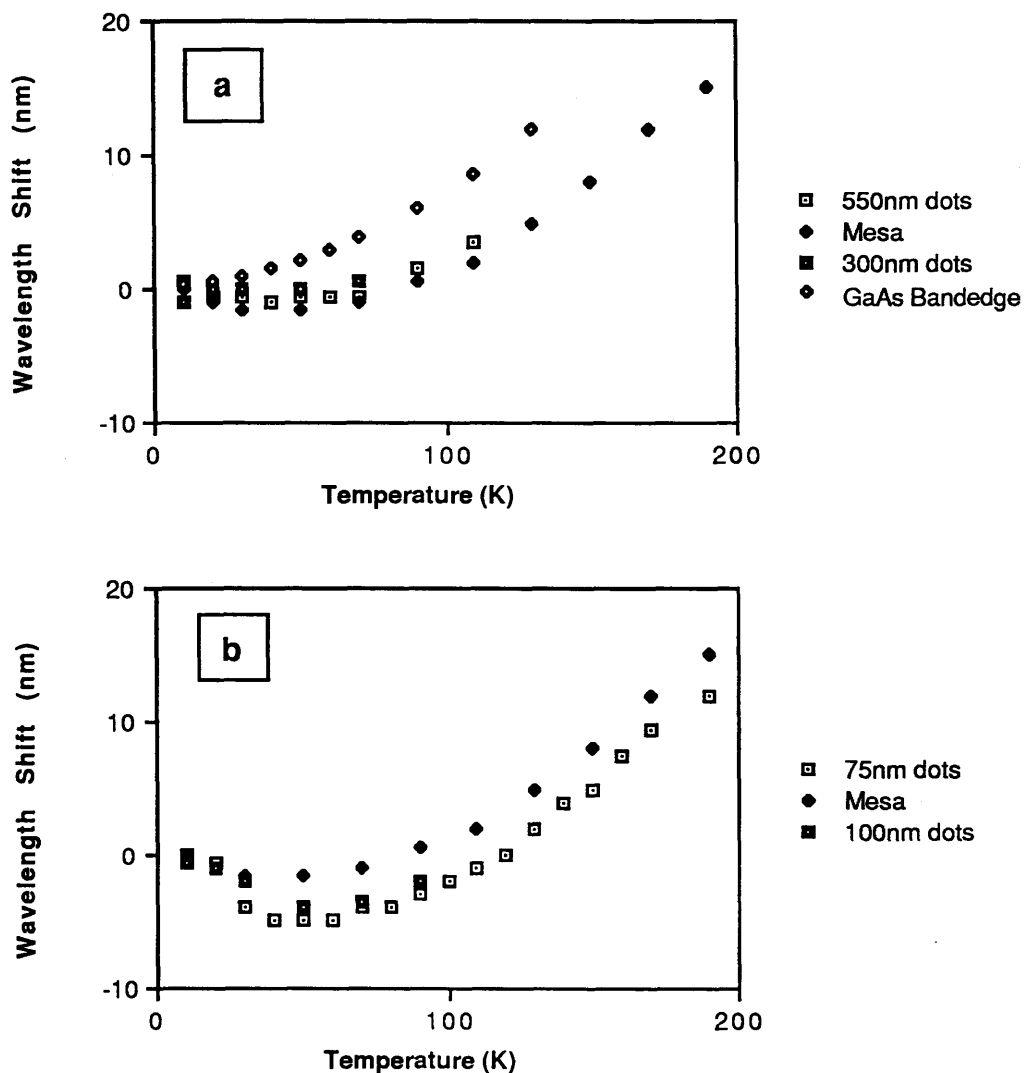 20
a
10
0
-10
0
100
200
Wavelength Shift (nm)
Temperature (K)
550nm dots
Mesa
300nm dots
GaAs Bandedge
20
b
10
0
-10
0
100
200
Wavelength Shift (nm)
Temperature (K)
75nm dots
Mesa
100nm dots